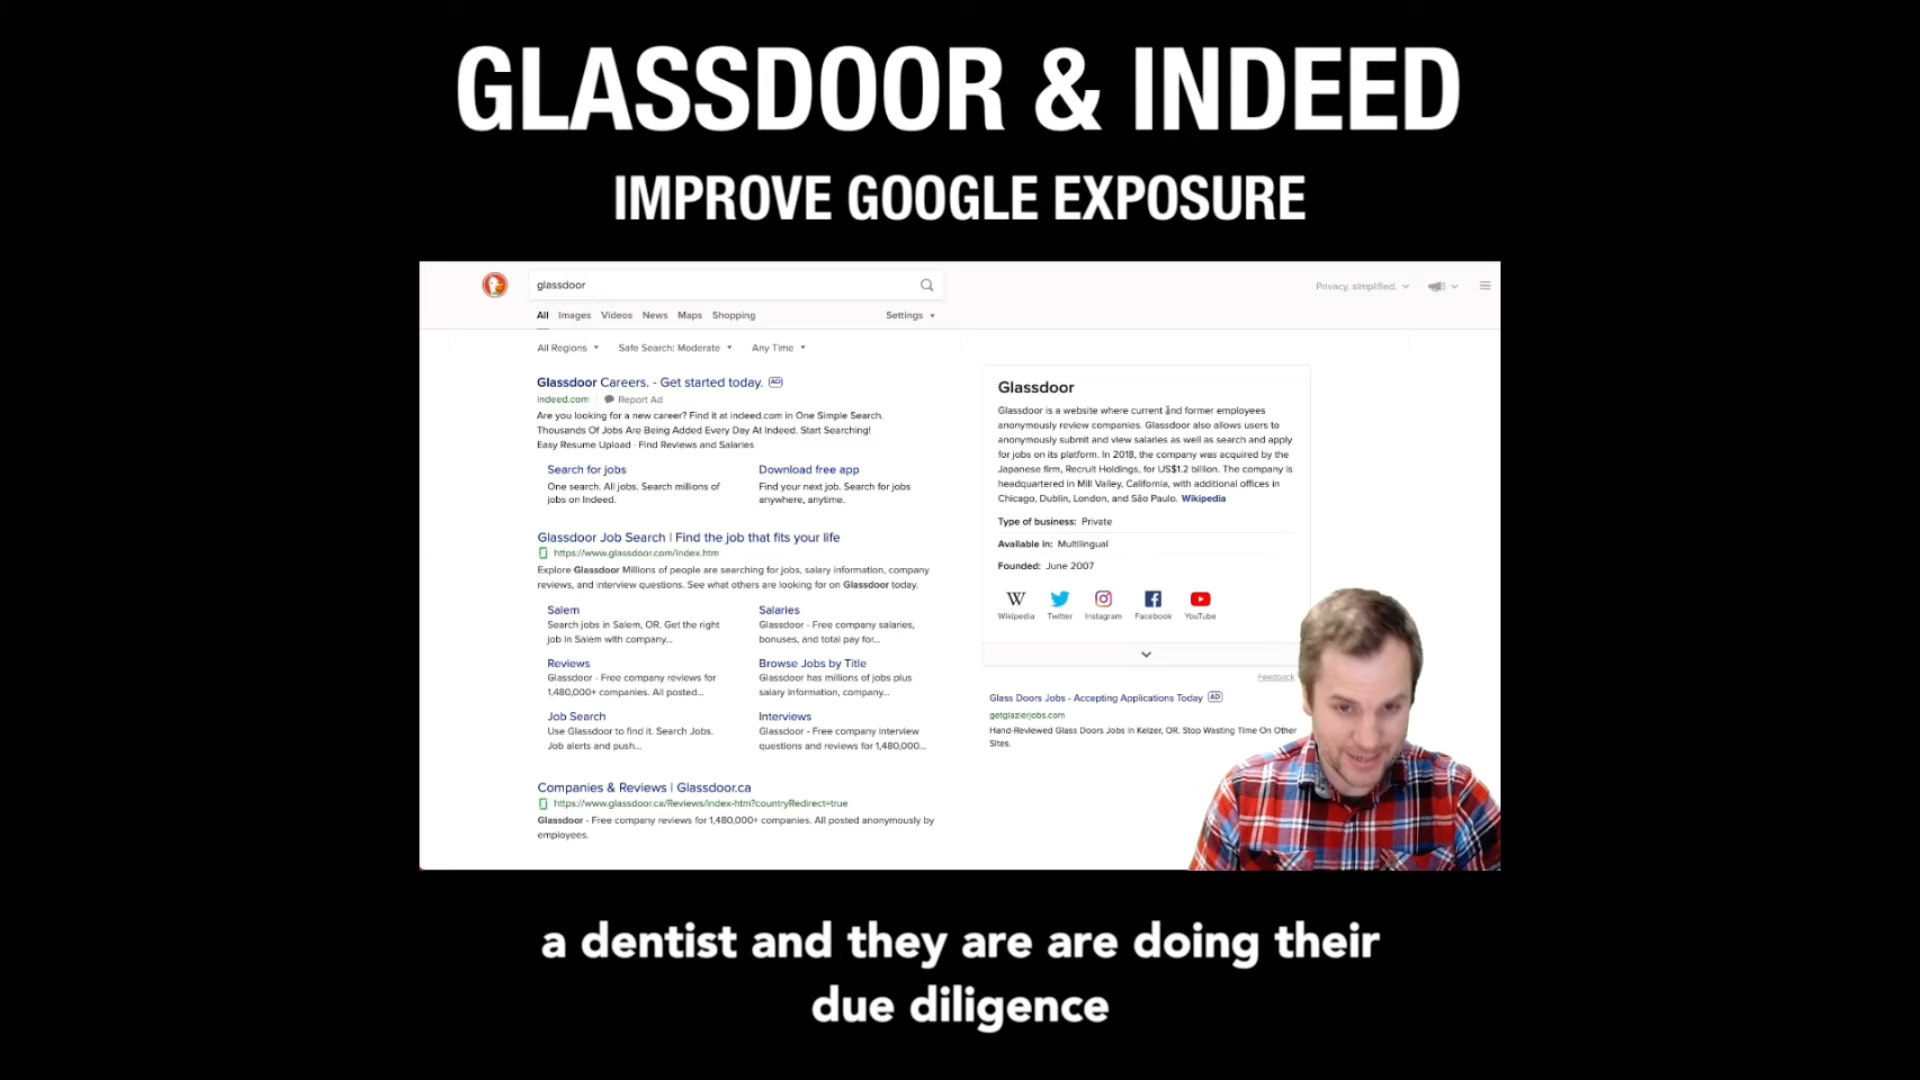 GLASSDOOR & INDEED
IMPROVE GOOGLE EXPOSURE
glassdoor
Privacy, simplified.
All Images Videos News Maps Shopping Settings
All Regions Safe Search: Moderate Any Time
Glassdoor Careers. - Get started today. AD
indeed.com Report Ad
Are you looking for a new career? Find it at indeed.com in One Simple Search.
Thousands Of Jobs Are Being Added Every Day At Indeed. Start Searching!
Easy Resume Upload · Find Reviews and Salaries
Search for jobs
One search. All jobs. Search millions of
jobs on Indeed.
Download free app
Find your next job. Search for jobs
anywhere, anytime.
Glassdoor Job Search | Find the job that fits your life
https://www.glassdoor.com/index.htm
Explore Glassdoor Millions of people are searching for jobs, salary information, company
reviews, and interview questions. See what others are looking for on Glassdoor today.
Salem
Search jobs in Salem, OR. Get the right
job in Salem with company...
Salaries
Glassdoor - Free company salaries,
bonuses, and total pay for...
Reviews
Glassdoor - Free company reviews for
1,480,000+ companies. All posted...
Browse Jobs by Title
Glassdoor has millions of jobs plus
salary information, company...
Job Search
Use Glassdoor to find it. Search Jobs.
Job alerts and push...
Interviews
Glassdoor - Free company interview
questions and reviews for 1,480,000...
Companies & Reviews | Glassdoor.ca
https://www.glassdoor.ca/Reviews/index-htm?countryRedirect=true
Glassdoor - Free company reviews for 1,480,000+ companies. All posted anonymously by
employees.
Glassdoor
Glassdoor is a website where current and former employees
anonymously review companies. Glassdoor also allows users to
anonymously submit and view salaries as well as search and apply
for jobs on its platform. In 2018, the company was acquired by the
Japanese firm, Recruit Holdings, for US$1.2 billion. The company is
headquartered in Mill Valley, California, with additional offices in
Chicago, Dublin, London, and São Paulo. Wikipedia
Type of business: Private
Available in: Multilingual
Founded: June 2007
W
Wikipedia Twitter Instagram Facebook YouTube
Feedback
Glass Doors Jobs - Accepting Applications Today AD
getglazierjobs.com
Hand-Reviewed Glass Doors Jobs in Keizer, OR. Stop Wasting Time On Other
Sites.
a dentist and they are are doing their
due diligence